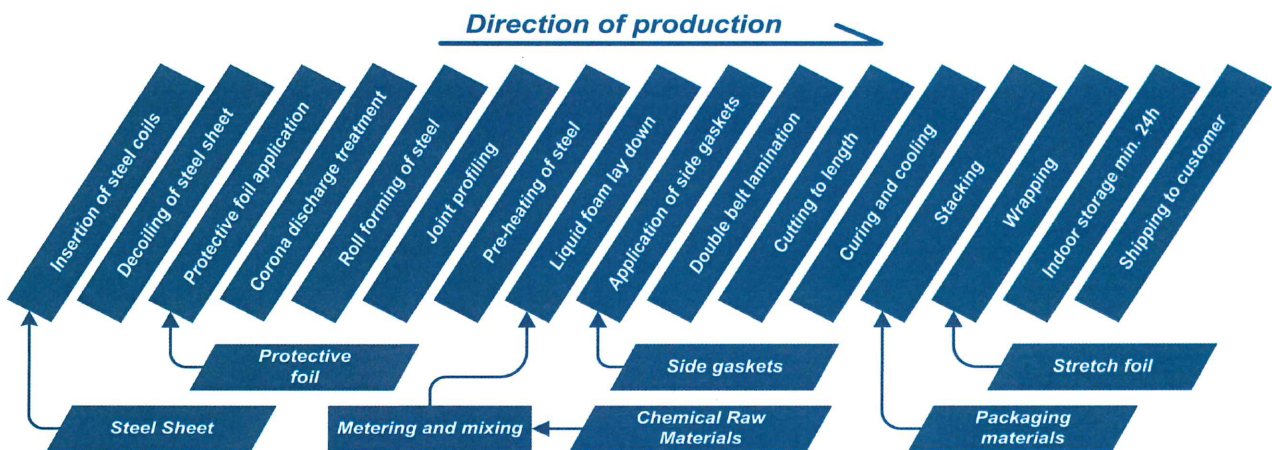 Direction of production
Insertion of steel coils
Decoiling of steel sheet
Protective foil application
Corona discharge treatment
Roll forming of steel
Joint profiling
Pre-heating of steel
Liquid foam lay down
Application of side gaskets
Double belt lamination
Cutting to length
Curing and cooling
Stacking
Wrapping
Indoor storage min. 24h
Shipping to customer
Protective
foil
Side gaskets
Stretch foil
Steel Sheet
Metering and mixing
Chemical Raw
Materials
Packaging
materials